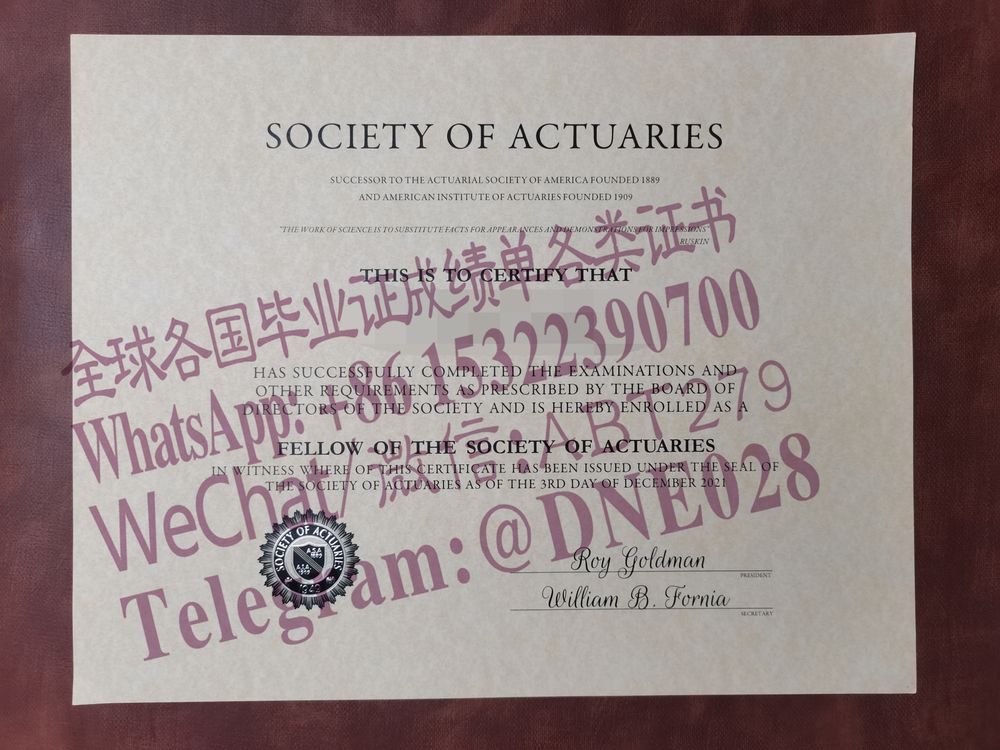 SOCIETY OF ACTUARIES
SUCCESSOR TO THE ACTUARIAL SOCIETY OF AMERICA FOUNDED 1889
AND AMERICAN INSTITUTE OF ACTUARIES FOUNDED 1909
"THE WORK OF SCIENCE IS TO SUBSTITUTE FACTS FOR APPEARANCES AND DEMONSTRATIONS FOR IMPRESSIONS"
RUSKIN
THIS IS TO CERTIFY THAT
全球各国毕业证成绩单各类证书
WhatsApp: +86 15322390700
HAS SUCCESSFULLY COMPLETED THE EXAMINATIONS AND
OTHER REQUIREMENTS AS PRESCRIBED BY THE BOARD OF
DIRECTORS OF THE SOCIETY AND IS HEREBY ENROLLED AS A
WeChat/微信:ABT279
FELLOW OF THE SOCIETY OF ACTUARIES
IN WITNESS WHERE OF THIS CERTIFICATE HAS BEEN ISSUED UNDER THE SEAL OF
THE SOCIETY OF ACTUARIES AS OF THE 3RD DAY OF DECEMBER 2021
Telegram:@DNE028
SOCIETY OF ACTUARIES
A.S.A
1889
A.I.A
1909
1949
Roy Goldman
PRESIDENT
William B. Fornia
SECRETARY